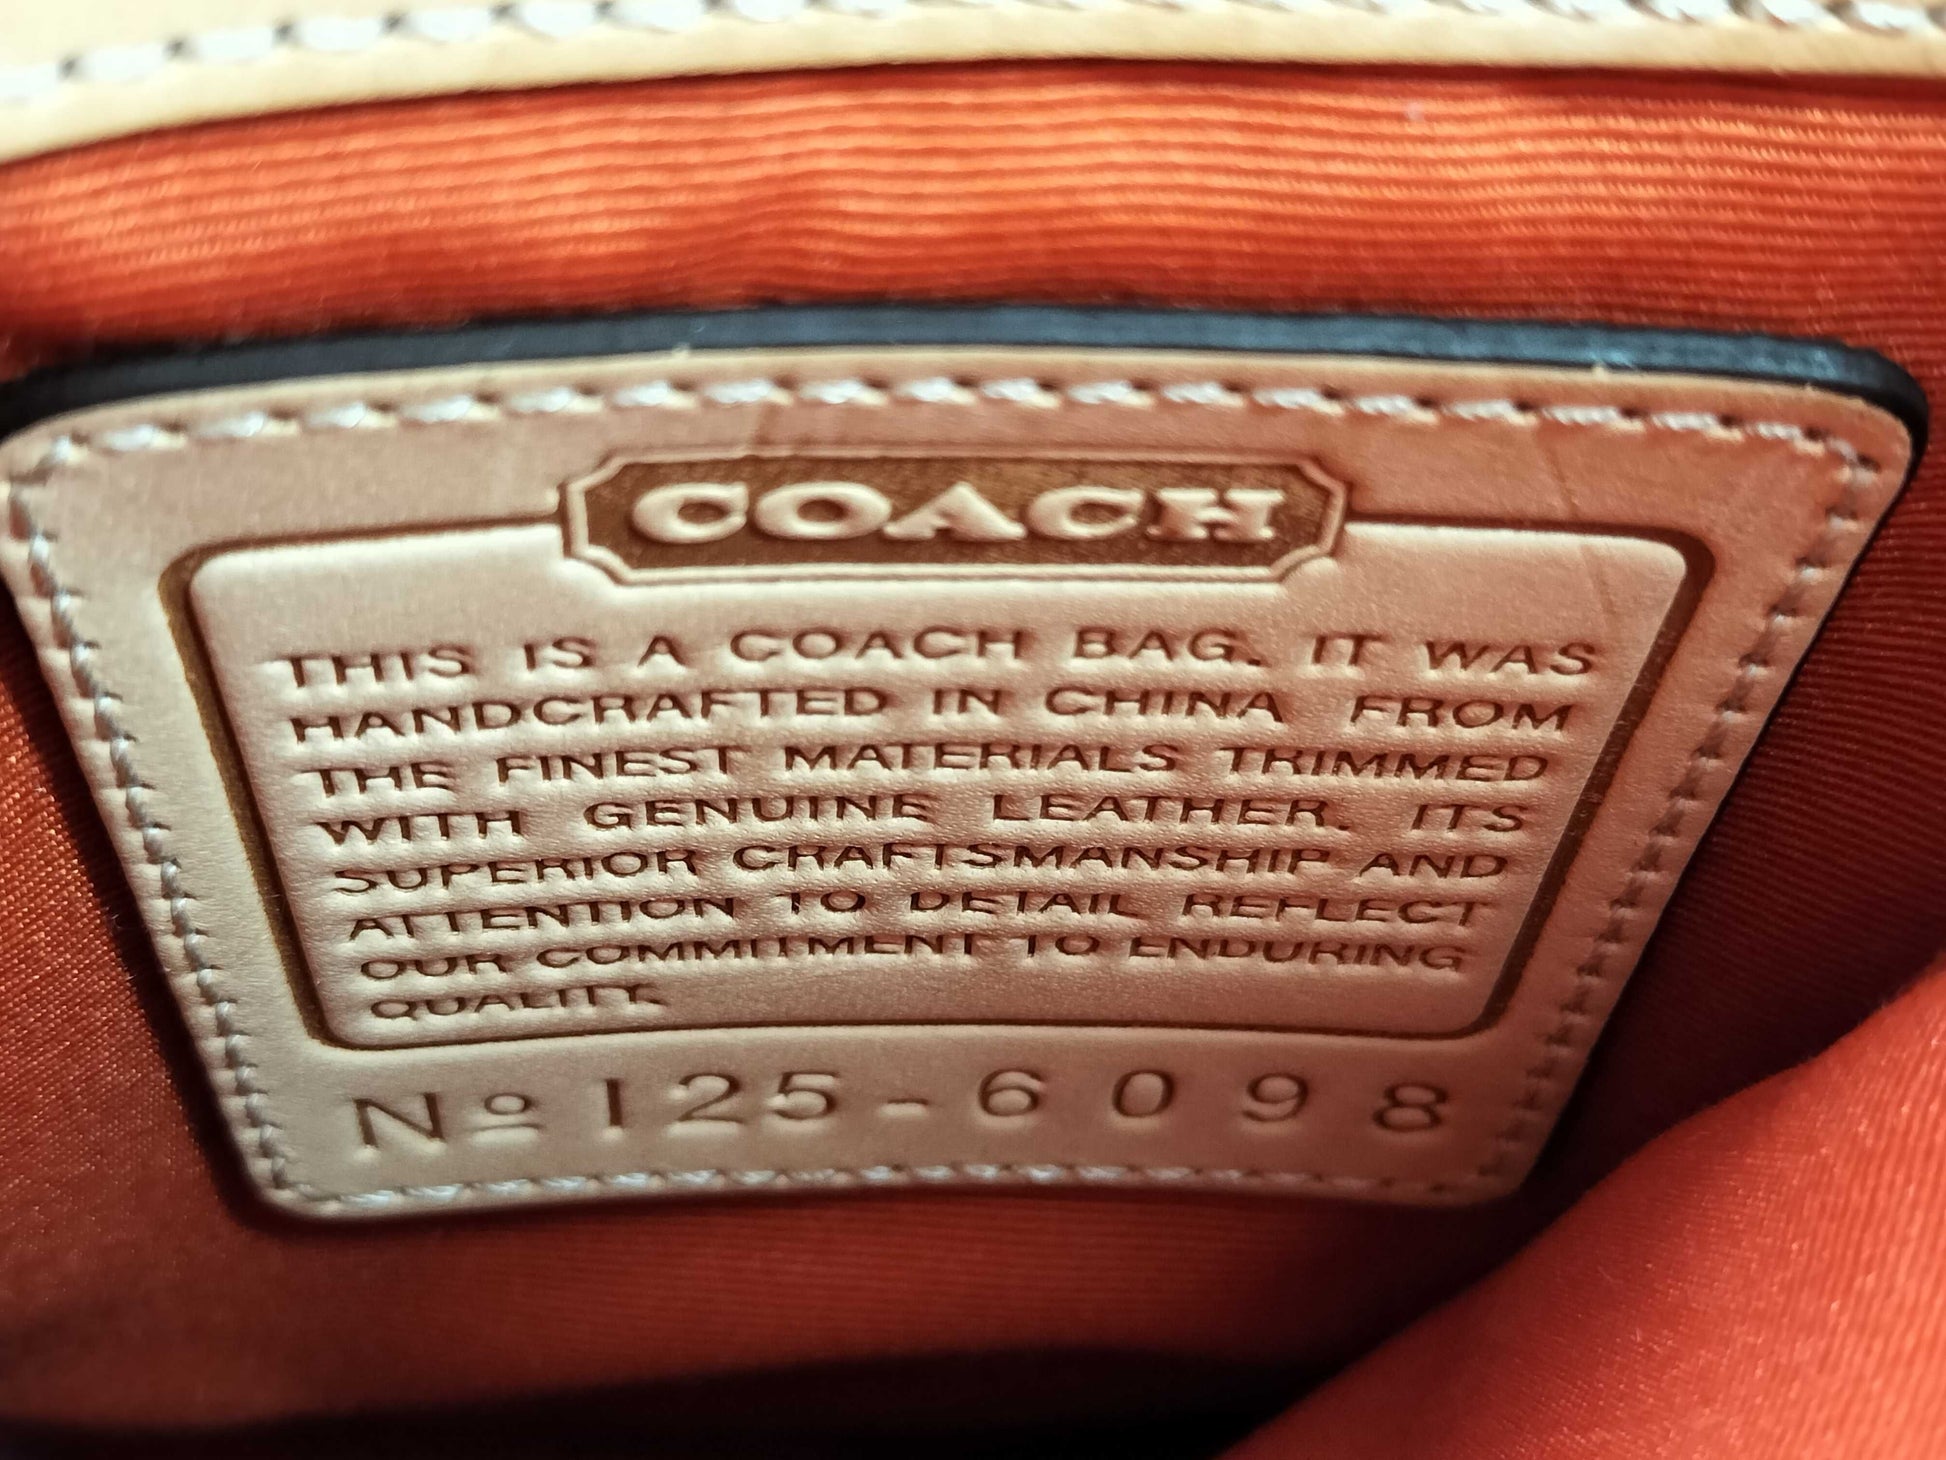 COACH
THIS IS A COACH BAG. IT WAS
HANDCRAFTED IN CHINA FROM
THE FINEST MATERIALS TRIMMED
WITH GENUINE LEATHER. ITS
SUPERIOR CRAFTSMANSHIP AND
ATTENTION TO DETAIL REFLECT
OUR COMMITMENT TO ENDURING
QUALITY.
Nº 125-6098